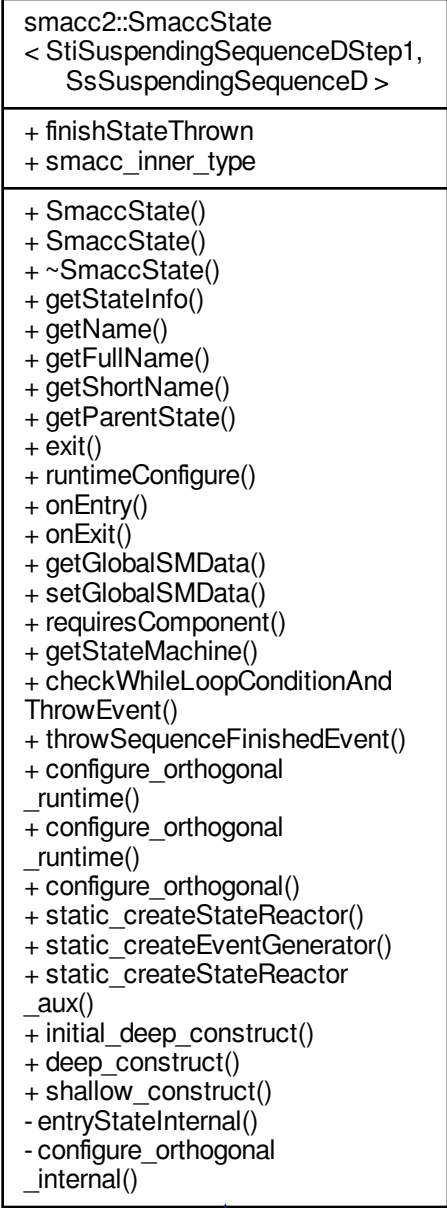 smacc2::SmaccState
< StiSuspendingSequenceDStep1,
SsSuspendingSequenceD >
+ finishStateThrown
+ smacc_inner_type
+ SmaccState()
+ SmaccState()
+ ~SmaccState()
+ getStateInfo()
+ getName()
+ getFullName()
+ getShortName()
+ getParentState()
+ exit()
+ runtimeConfigure()
+ onEntry()
+ onExit()
+ getGlobalSMData()
+ setGlobalSMData()
+ requiresComponent()
+ getStateMachine()
+ checkWhileLoopConditionAnd
ThrowEvent()
+ throwSequenceFinishedEvent()
+ configure_orthogonal
_runtime()
+ configure_orthogonal
_runtime()
+ configure_orthogonal()
+ static_createStateReactor()
+ static_createEventGenerator()
+ static_createStateReactor
_aux()
+ initial_deep_construct()
+ deep_construct()
+ shallow_construct()
- entryStateInternal()
- configure_orthogonal
_internal()